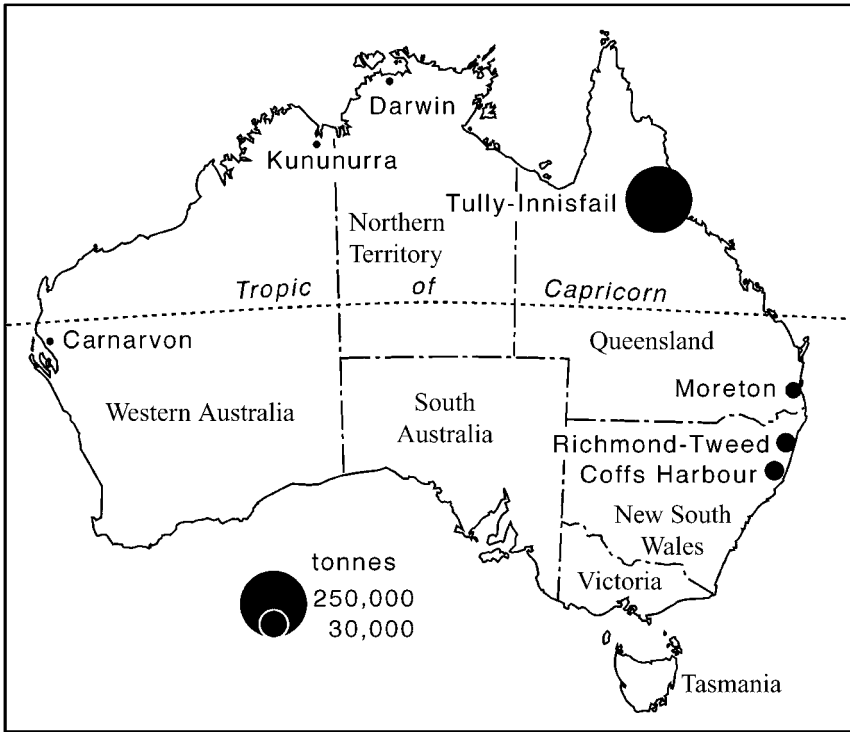 Darwin
Kununurra
Tully-Innisfail
Northern
Territory
Tropic of Capricorn
Carnarvon
Queensland
Moreton
Western Australia
South
Australia
Richmond-Tweed
Coffs Harbour
New South
Wales
tonnes
250,000
30,000
Victoria
Tasmania